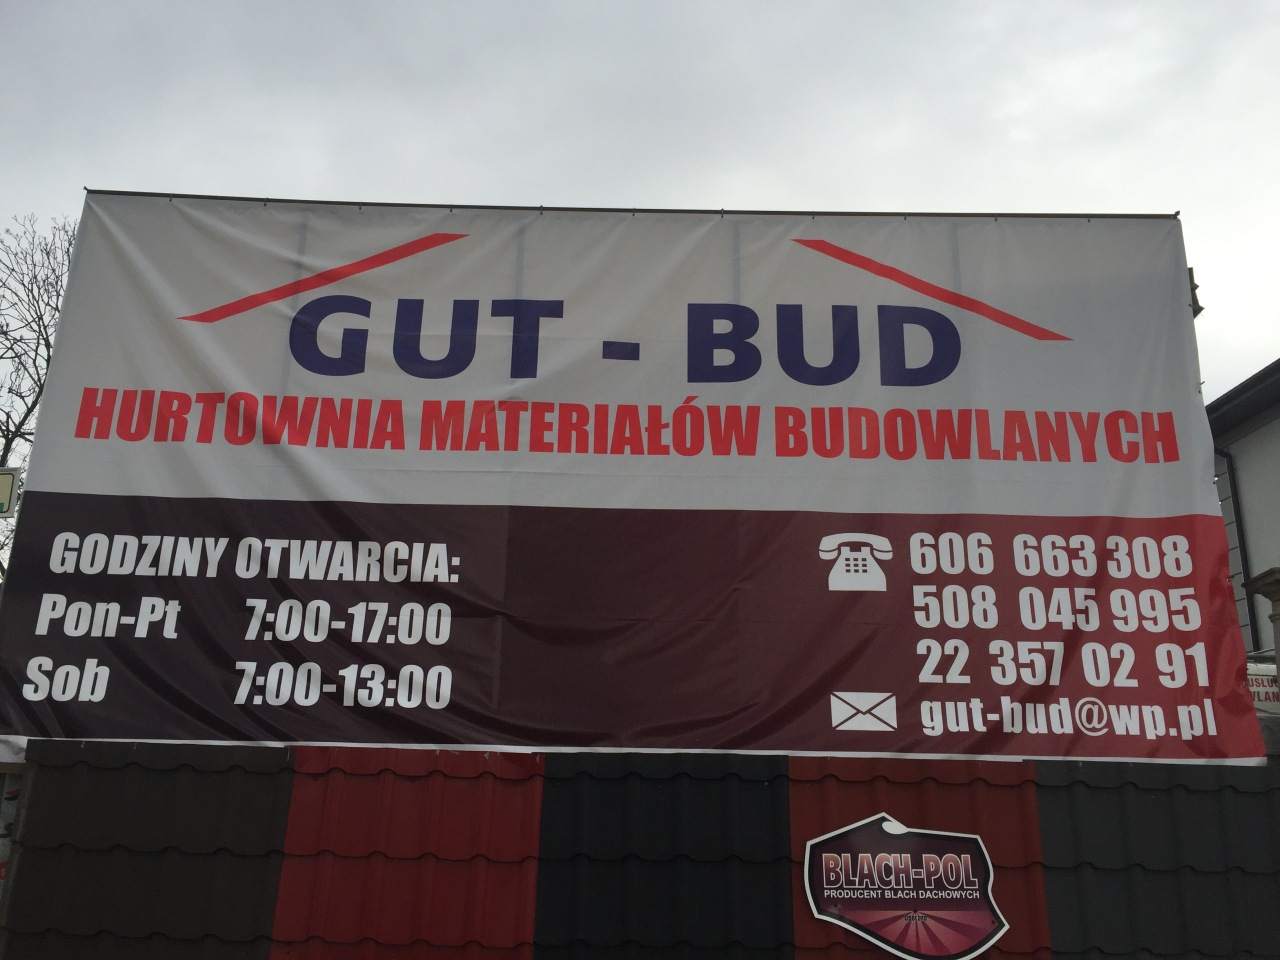 GUT - BUD
HURTOWNIA MATERIAŁÓW BUDOWLANYCH
GODZINY OTWARCIA:
Pon-Pt 7:00-17:00
Sob 7:00-13:00
606 663 308
508 045 995
22 357 02 91
gut-bud@wp.pl
BLACH-POL
PRODUCENT BLACH DACHOWYCH